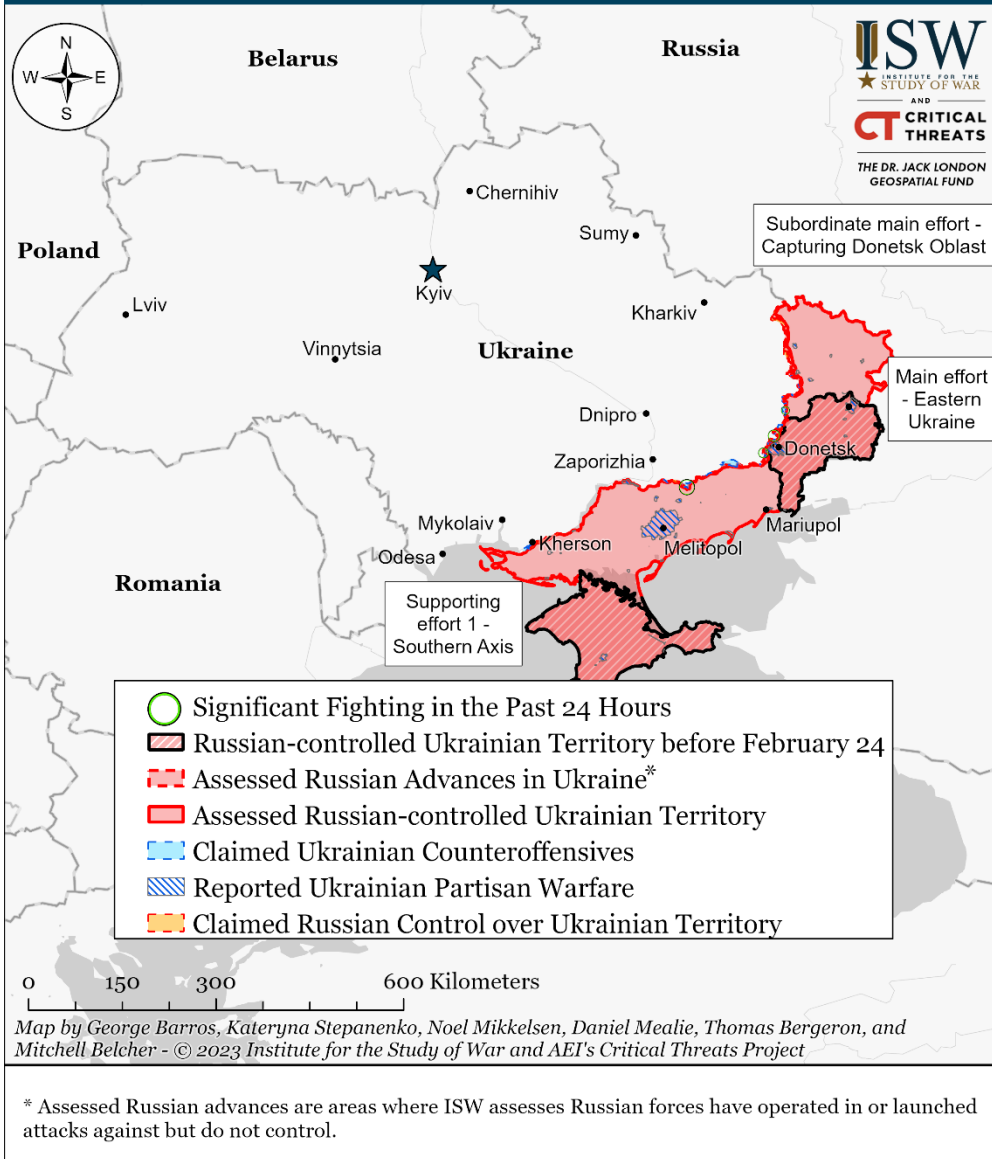 N
W
E
S
Belarus
Russia
ISW
INSTITUTE FOR THE
STUDY OF WAR
AND
CT CRITICAL
THREATS
THE DR. JACK LONDON
GEOSPATIAL FUND
Chernihiv
Sumy
Subordinate main effort -
Capturing Donetsk Oblast
Poland
Kyiv
Lviv
Kharkiv
Vinnytsia
Ukraine
Main effort
- Eastern
Ukraine
Dnipro
Donetsk
Zaporizhia
Mykolaiv
Mariupol
Odesa
Kherson
Melitopol
Romania
Supporting
effort 1 -
Southern Axis
Significant Fighting in the Past 24 Hours
Russian-controlled Ukrainian Territory before February 24
Assessed Russian Advances in Ukraine*
Assessed Russian-controlled Ukrainian Territory
Claimed Ukrainian Counteroffensives
Reported Ukrainian Partisan Warfare
Claimed Russian Control over Ukrainian Territory
0 150 300 600 Kilometers
Map by George Barros, Kateryna Stepanenko, Noel Mikkelsen, Daniel Mealie, Thomas Bergeron, and
Mitchell Belcher - © 2023 Institute for the Study of War and AEI's Critical Threats Project
* Assessed Russian advances are areas where ISW assesses Russian forces have operated in or launched
attacks against but do not control.